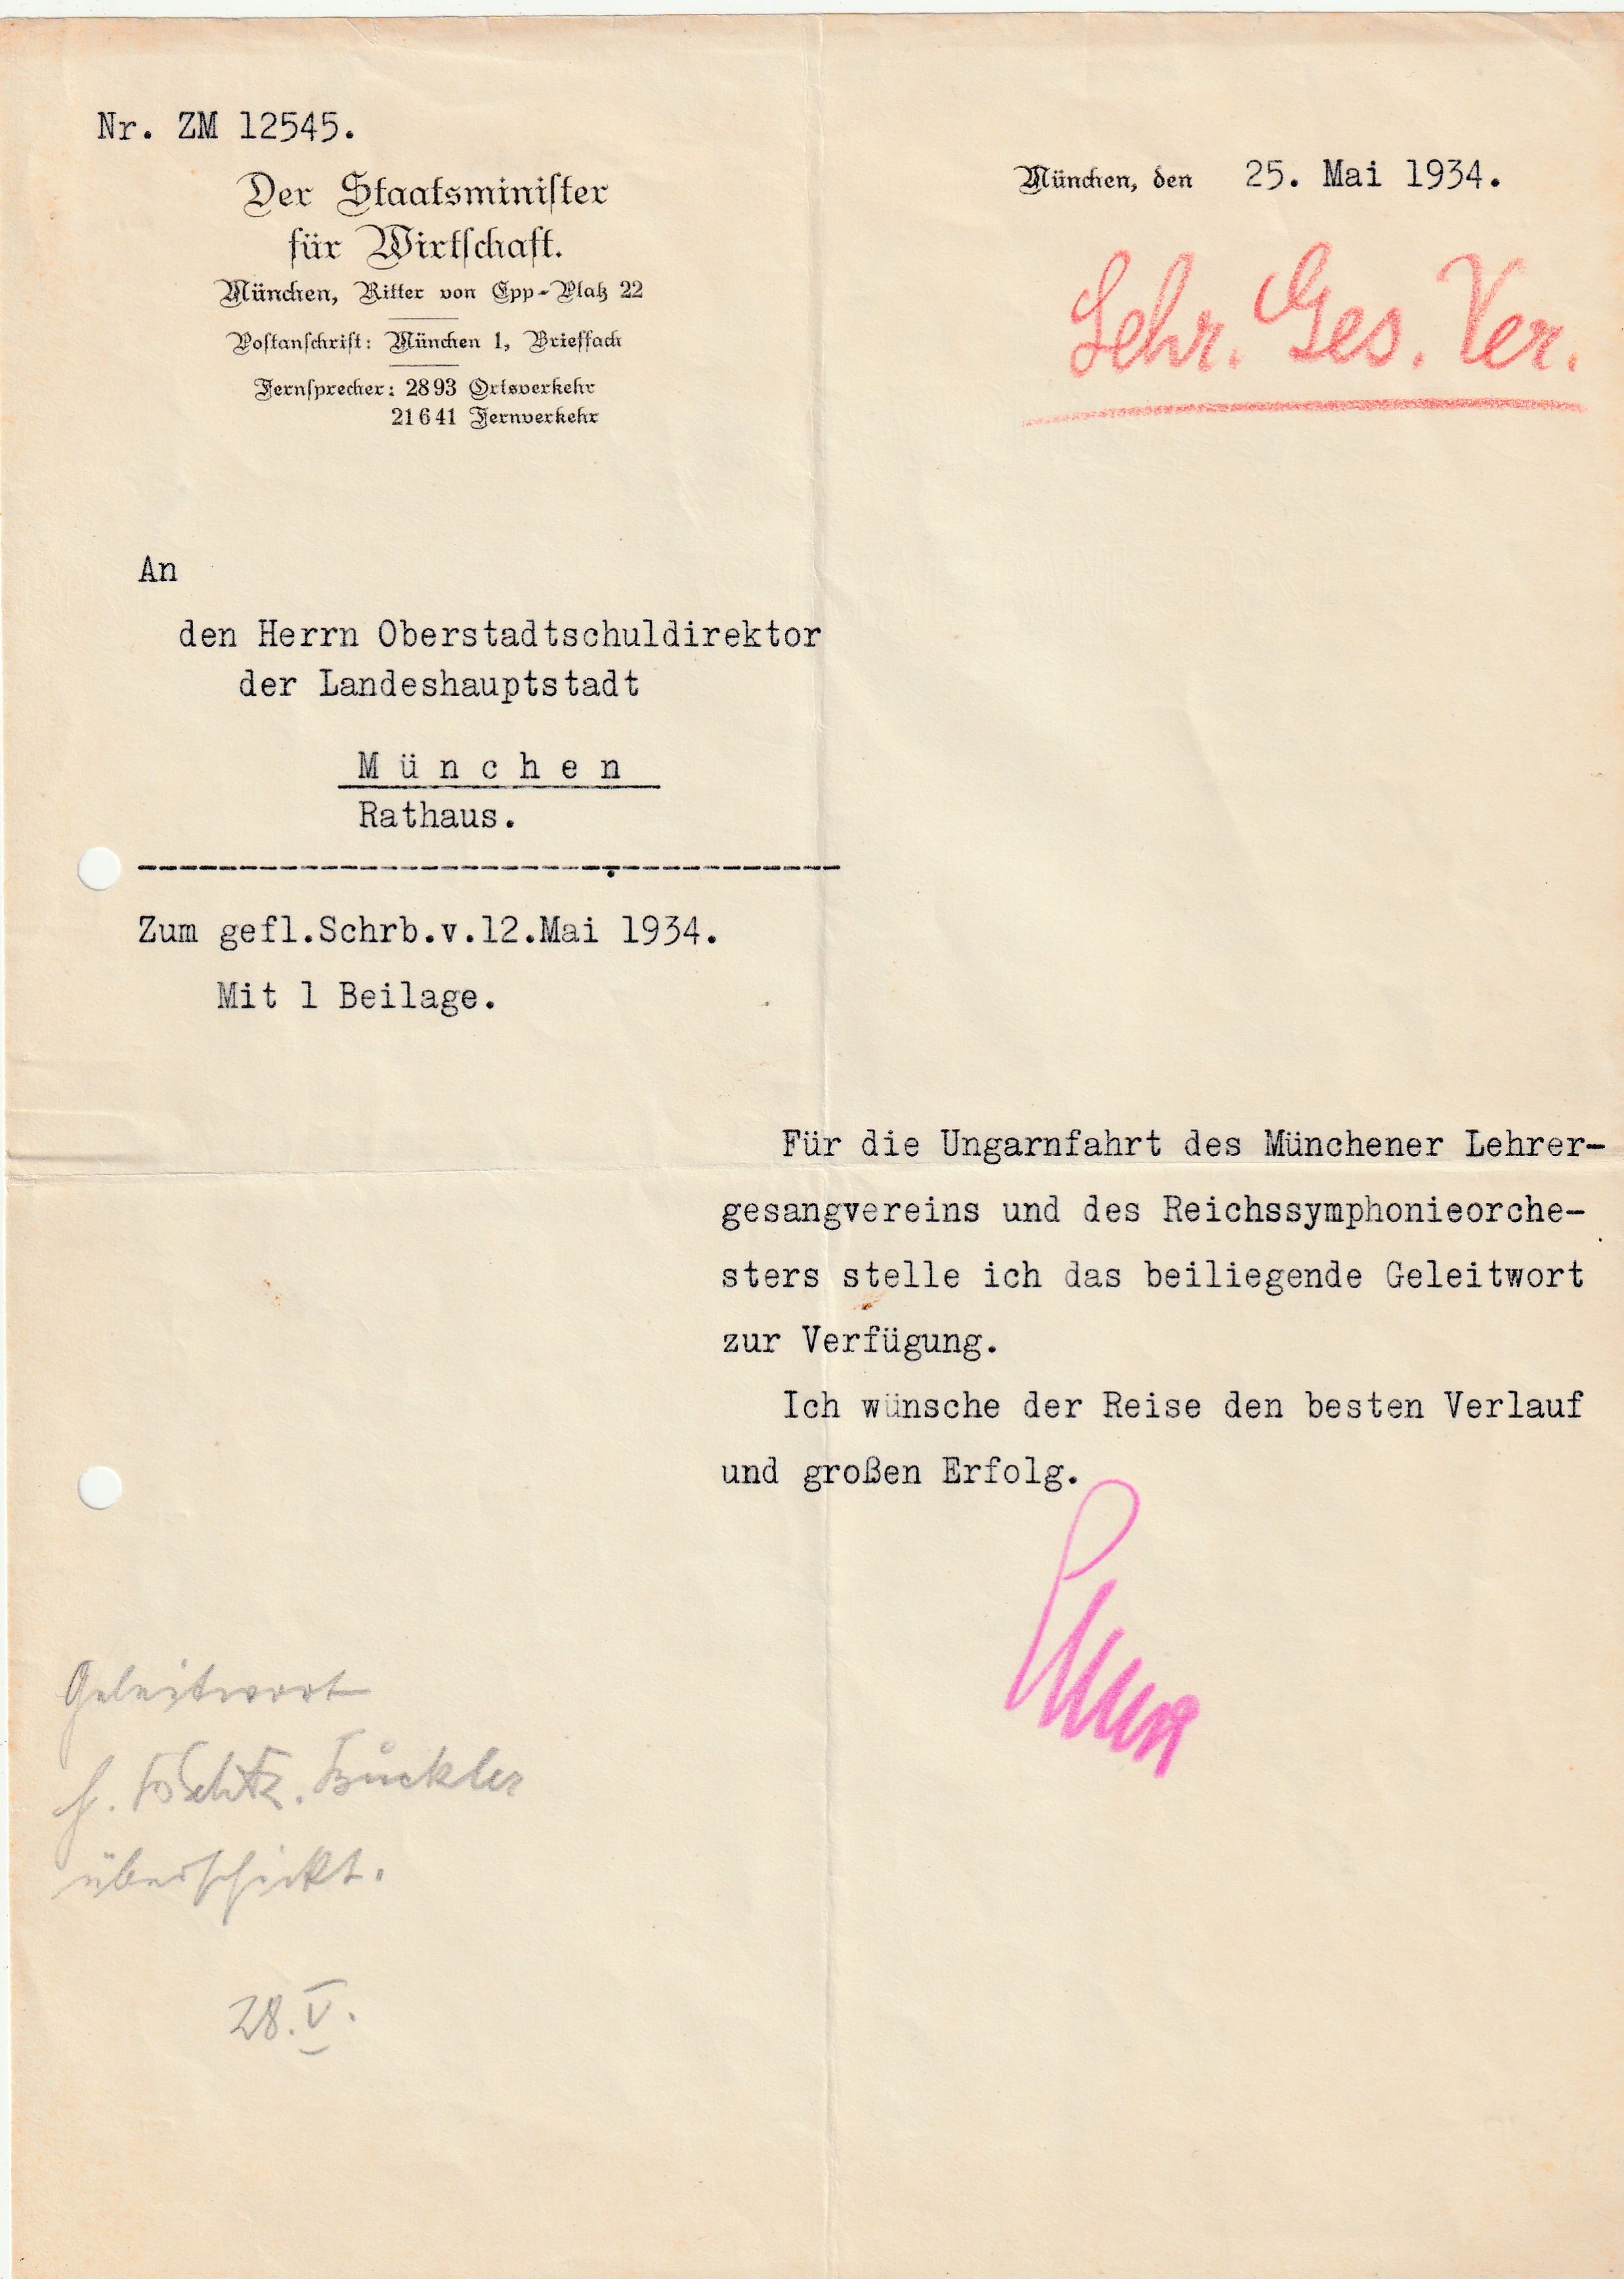 Nr. ZM 12545.
Der Staatsminister
für Wirtschaft.
München, Ritter von Epp-Platz 22
Postanschrift: München 1, Brieffach
Fernsprecher: 2893 Ortsverkehr
21641 Fernverkehr
München, den 25. Mai 1934.
Lehr. Ges. Ver.
An
den Herrn Oberstadtschuldirektor
der Landeshauptstadt
München
Rathaus.
Zum gefl.Schrb.v.12.Mai 1934.
Mit 1 Beilage.
Für die Ungarnfahrt des Münchener Lehrer-
gesangvereins und des Reichssymphonieorche-
sters stelle ich das beiliegende Geleitwort
zur Verfügung.
Ich wünsche der Reise den besten Verlauf
und großen Erfolg.
Geleitwort
überschickt.
28.V.